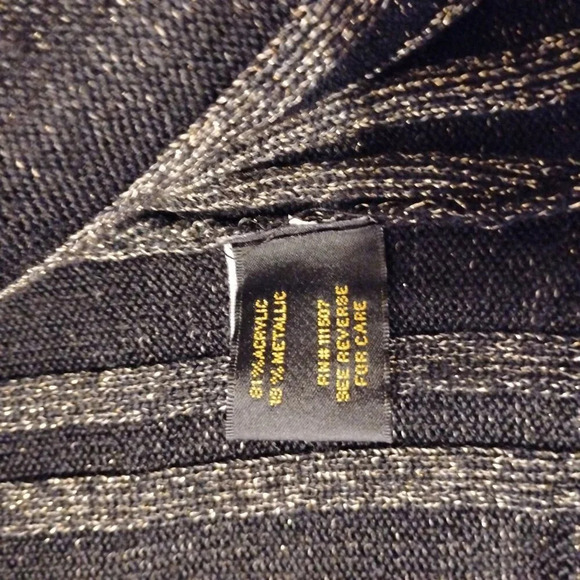 81% ACRYLIC
19% METALLIC
RN# 111507
SEE REVERSE
FOR CARE